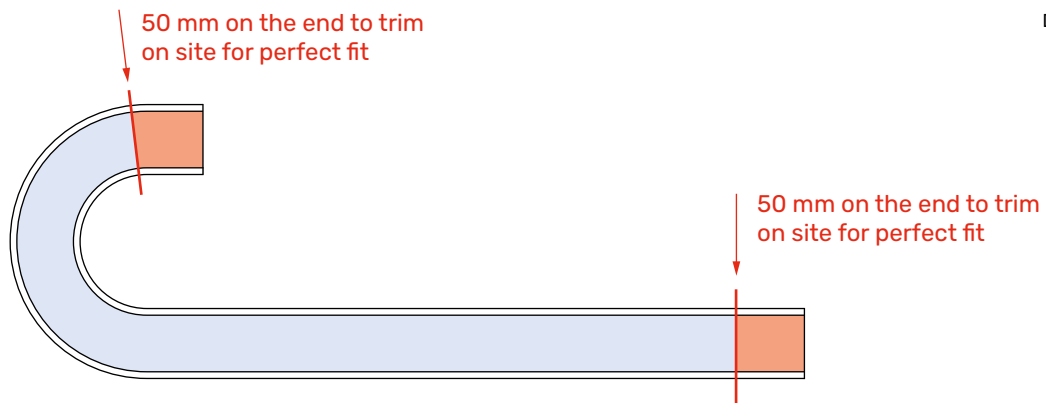 50 mm on the end to trim
on site for perfect fit
50 mm on the end to trim
on site for perfect fit